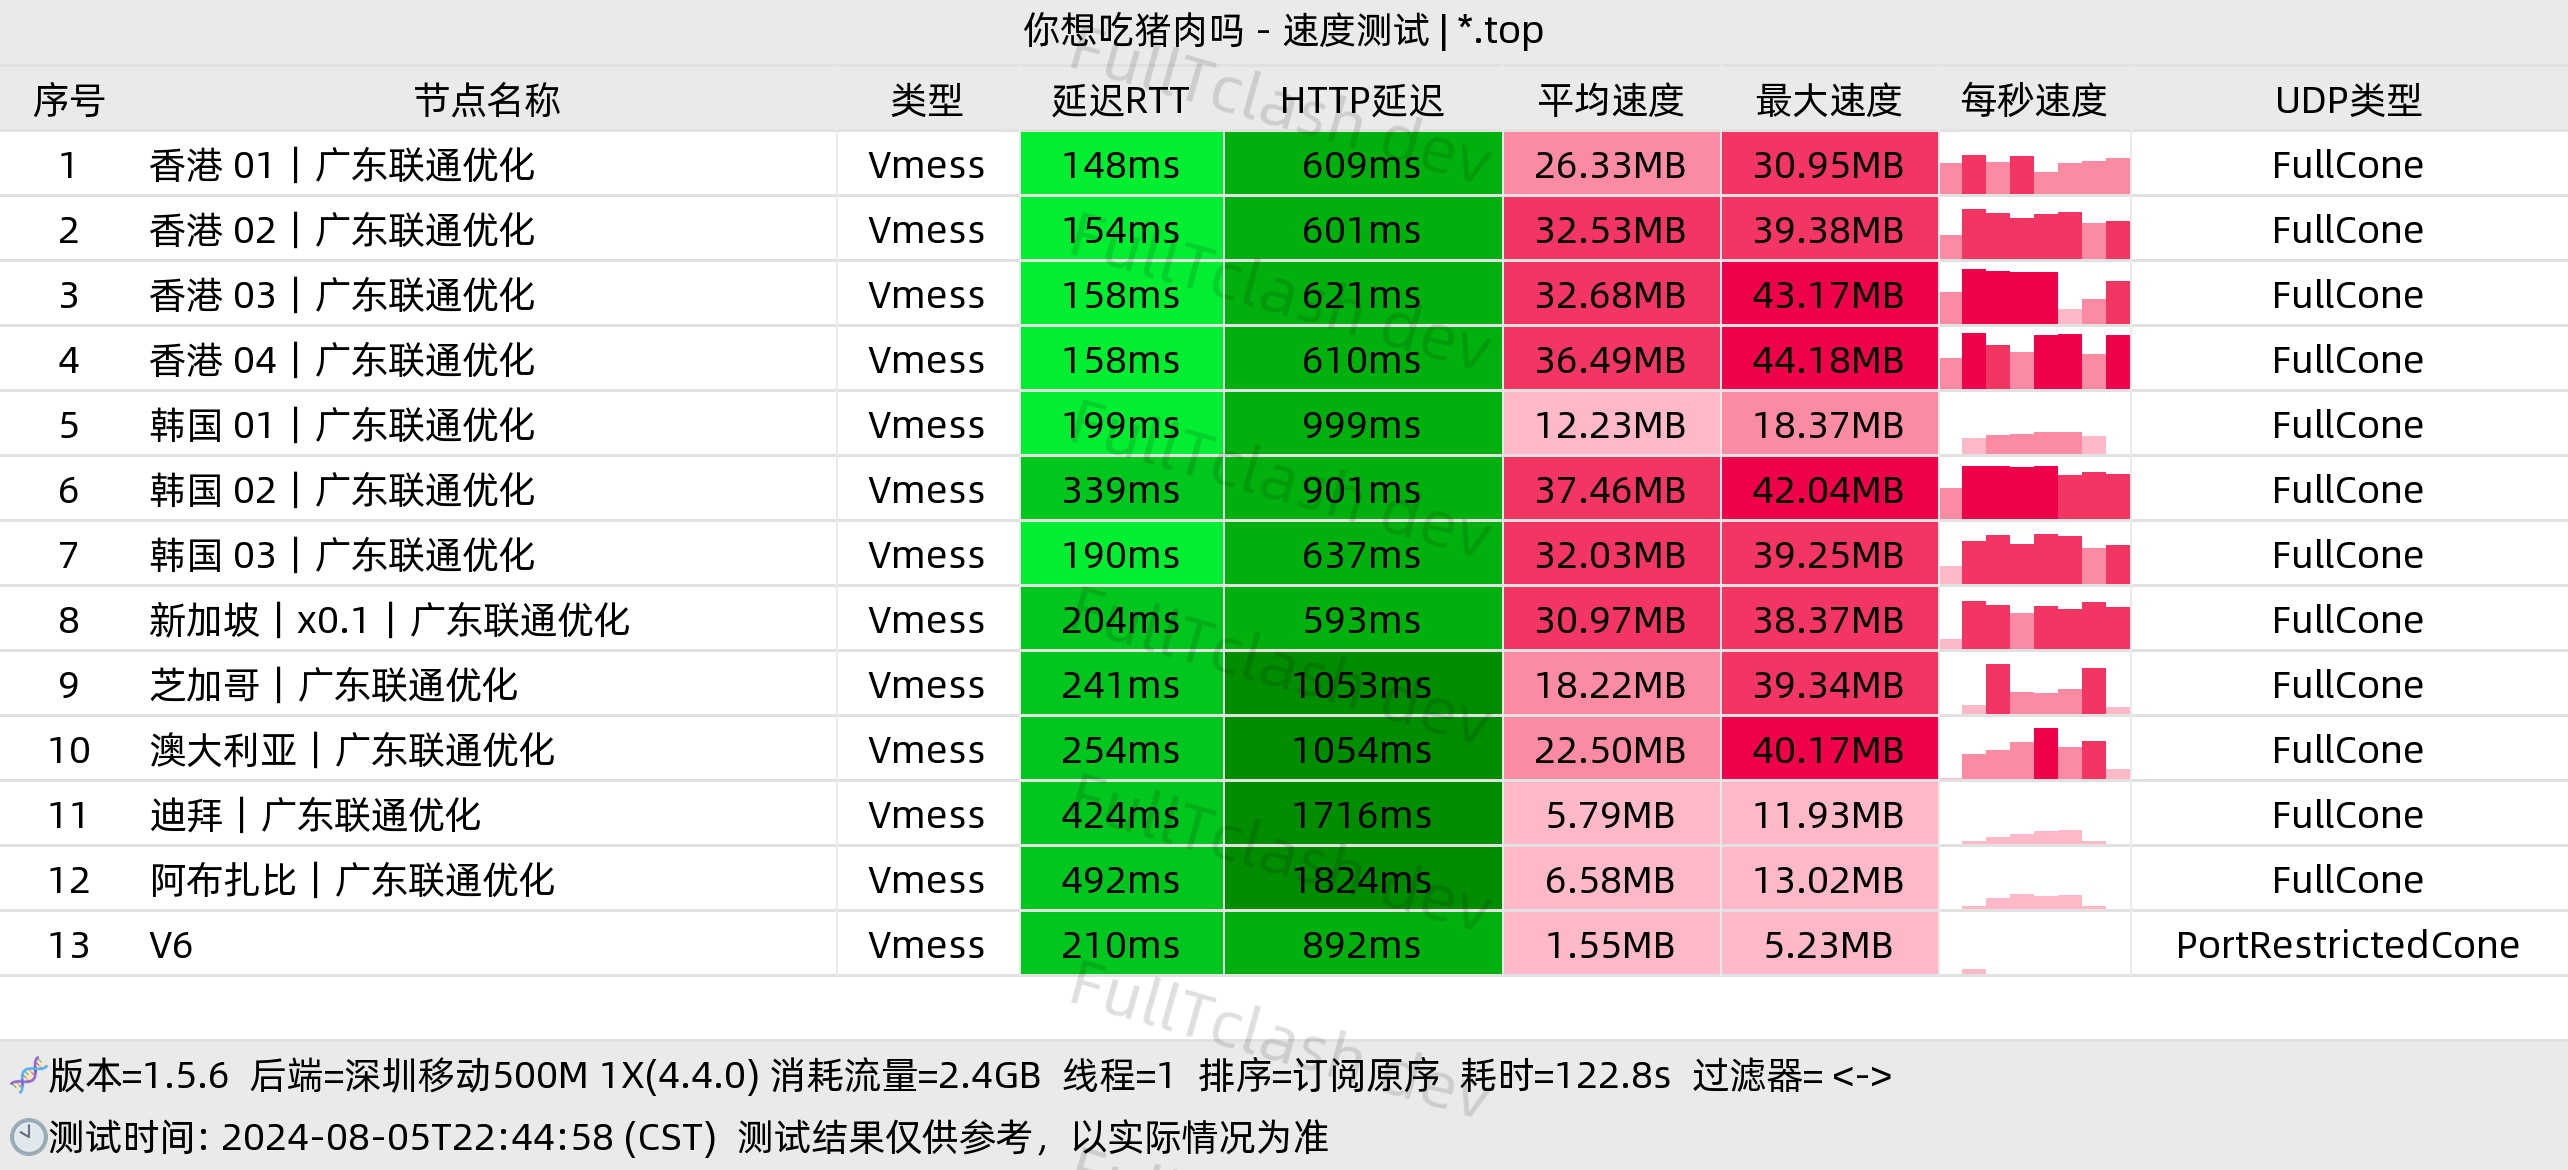 你想吃猪肉吗 - 速度测试 | *.top
序号 节点名称 类型 延迟RTT HTTP延迟 平均速度 最大速度 每秒速度 UDP类型
1 香港 01 | 广东联通优化 Vmess 148ms 609ms 26.33MB 30.95MB FullCone
2 香港 02 | 广东联通优化 Vmess 154ms 601ms 32.53MB 39.38MB FullCone
3 香港 03 | 广东联通优化 Vmess 158ms 621ms 32.68MB 43.17MB FullCone
4 香港 04 | 广东联通优化 Vmess 158ms 610ms 36.49MB 44.18MB FullCone
5 韩国 01 | 广东联通优化 Vmess 199ms 999ms 12.23MB 18.37MB FullCone
6 韩国 02 | 广东联通优化 Vmess 339ms 901ms 37.46MB 42.04MB FullCone
7 韩国 03 | 广东联通优化 Vmess 190ms 637ms 32.03MB 39.25MB FullCone
8 新加坡 | x0.1 | 广东联通优化 Vmess 204ms 593ms 30.97MB 38.37MB FullCone
9 芝加哥 | 广东联通优化 Vmess 241ms 1053ms 18.22MB 39.34MB FullCone
10 澳大利亚 | 广东联通优化 Vmess 254ms 1054ms 22.50MB 40.17MB FullCone
11 迪拜 | 广东联通优化 Vmess 424ms 1716ms 5.79MB 11.93MB FullCone
12 阿布扎比 | 广东联通优化 Vmess 492ms 1824ms 6.58MB 13.02MB FullCone
13 V6 Vmess 210ms 892ms 1.55MB 5.23MB PortRestrictedCone
版本=1.5.6 后端=深圳移动500M 1X(4.4.0) 消耗流量=2.4GB 线程=1 排序=订阅原序 耗时=122.8s 过滤器= <->
测试时间: 2024-08-05T22:44:58 (CST) 测试结果仅供参考，以实际情况为准
FullTclash dev
FullTclash dev
FullTclash dev
FullTclash dev
FullTclash dev
FullTclash dev